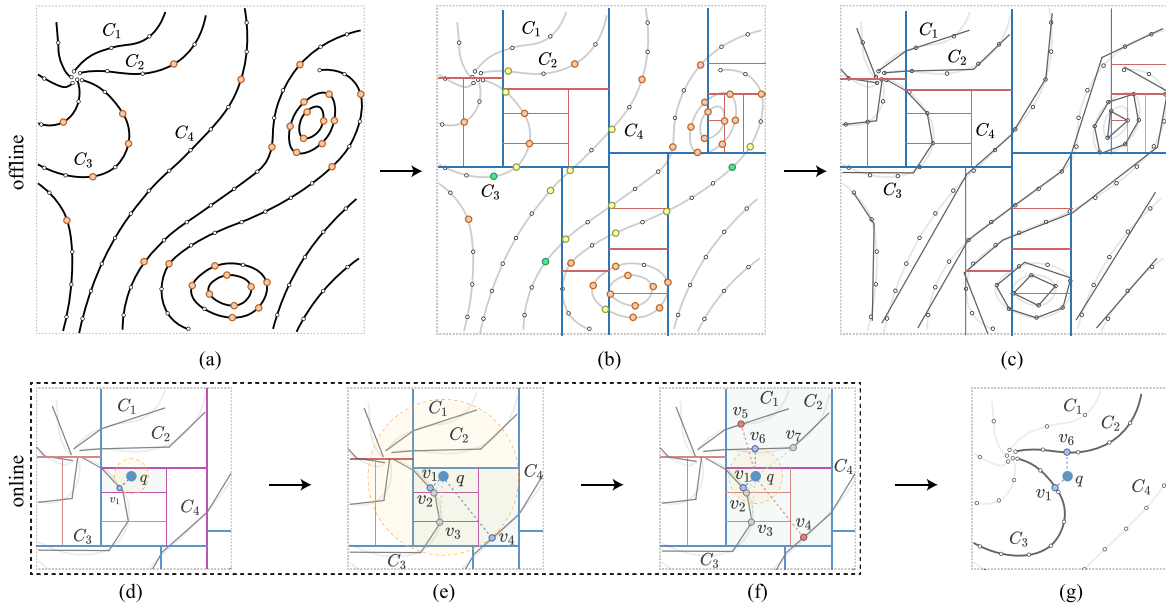 offline
C1
C2
C3
C4
(a)
C1
C2
C3
C4
(b)
C1
C2
C3
C4
(c)
online
C1
C2
q
v1
C4
C3
(d)
C1
C2
v1
q
C4
v2
v3
v4
C3
(e)
C1
C2
v5
v6
v7
C4
v1
q
v2
v3
v4
C3
(f)
C1
v6
C2
v1
q
C4
C3
(g)